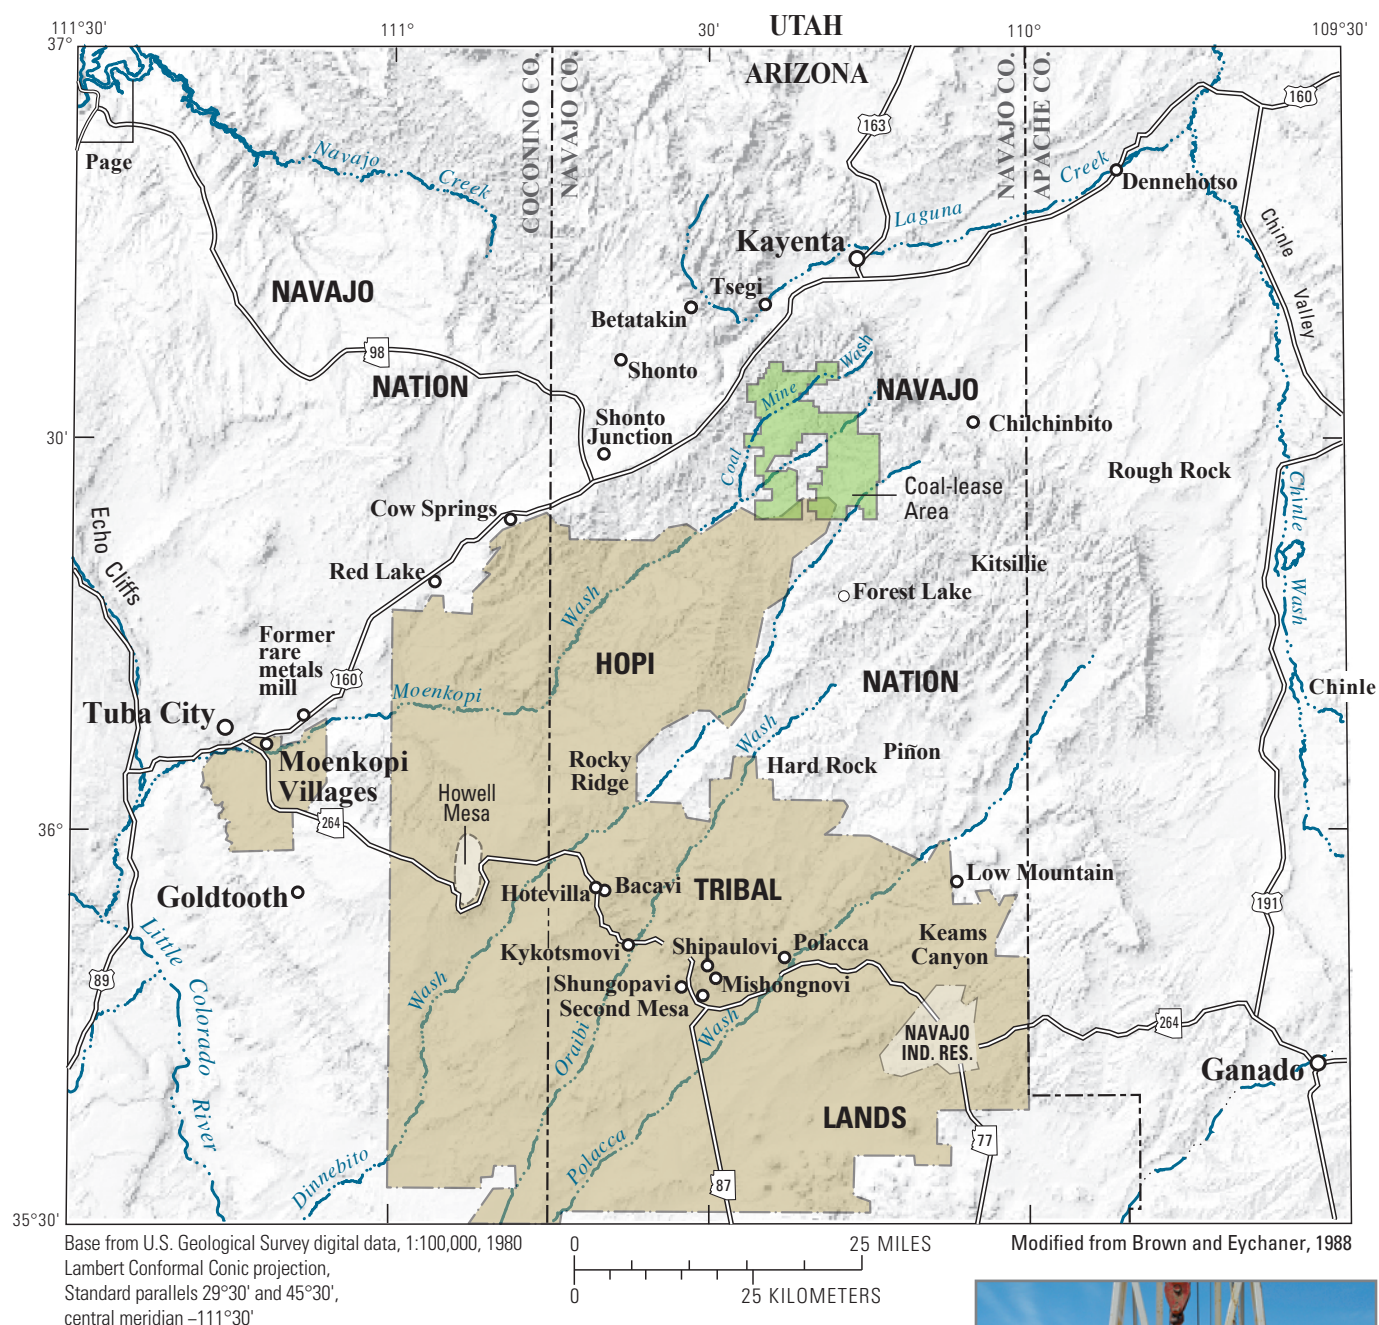 111°30'
111°
30'
UTAH
110°
109°30'
37°
ARIZONA
COCONINO CO.
NAVAJO CO.
NAVAJO CO.
APACHE CO.
160
163
Page
Navajo
Creek
Creek
Dennehotso
Laguna
Chinle
Valley
Kayenta
NAVAJO
Tsegi
Betatakin
98
Shonto
Wash
NATION
Mine
NAVAJO
Shonto
Junction
Chilchinbito
30'
Coal
Rough Rock
Coal-lease
Area
Chinle
Wash
Cow Springs
Echo Cliffs
Red Lake
Kitsillie
Forest Lake
Wash
Former
rare
metals
mill
HOPI
160
Moenkopi
NATION
Chinle
Tuba City
Wash
Moenkopi
Villages
Rocky
Ridge
Hard Rock
Piñon
Howell
Mesa
264
36°
Low Mountain
Hotevilla
Bacavi
TRIBAL
Goldtooth
191
Keams
Canyon
Little
Colorado
River
Kykotsmovi
Shipaulovi
Polacca
89
Wash
Shungopavi
Mishongnovi
Second Mesa
Wash
264
NAVAJO
IND. RES.
Oraibi
Ganado
LANDS
77
Polacca
Dinnebito
87
35°30'
Base from U.S. Geological Survey digital data, 1:100,000, 1980
Lambert Conformal Conic projection,
Standard parallels 29°30' and 45°30',
central meridian –111°30'
0
25 MILES
0
25 KILOMETERS
Modified from Brown and Eychaner, 1988